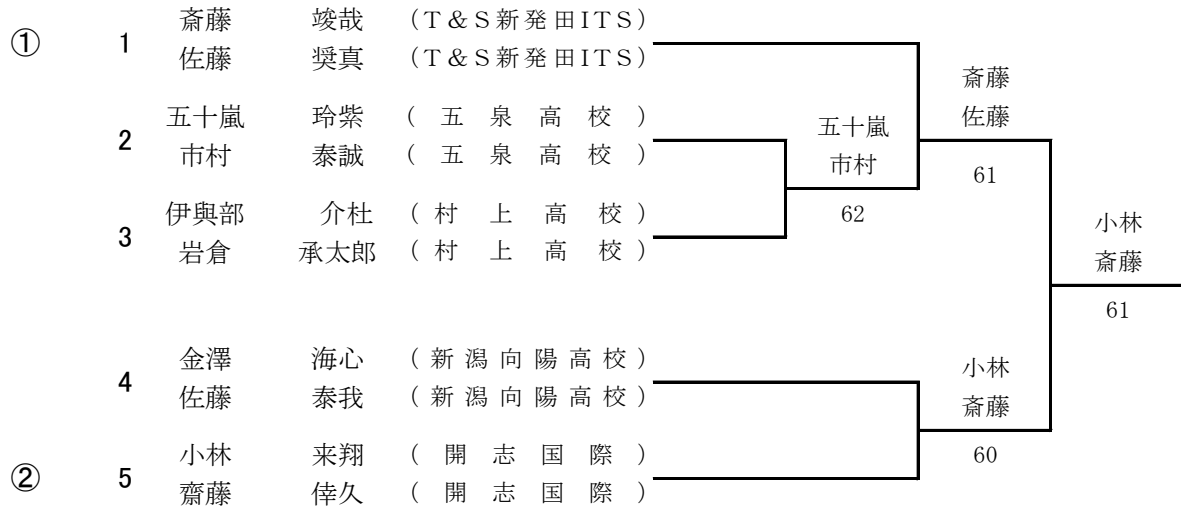 ① 1 斎藤 竣哉 (T&S新発田ITS)
佐藤 奨真 (T&S新発田ITS)
2 五十嵐 玲紫 (五泉高校)
市村 泰誠 (五泉高校)
3 伊與部 介杜 (村上高校)
岩倉 承太郎 (村上高校)
4 金澤 海心 (新潟向陽高校)
佐藤 泰我 (新潟向陽高校)
② 5 小林 来翔 (開志国際)
齋藤 倖久 (開志国際)
五十嵐
市村
62
斎藤
佐藤
61
小林
斎藤
60
小林
斎藤
61